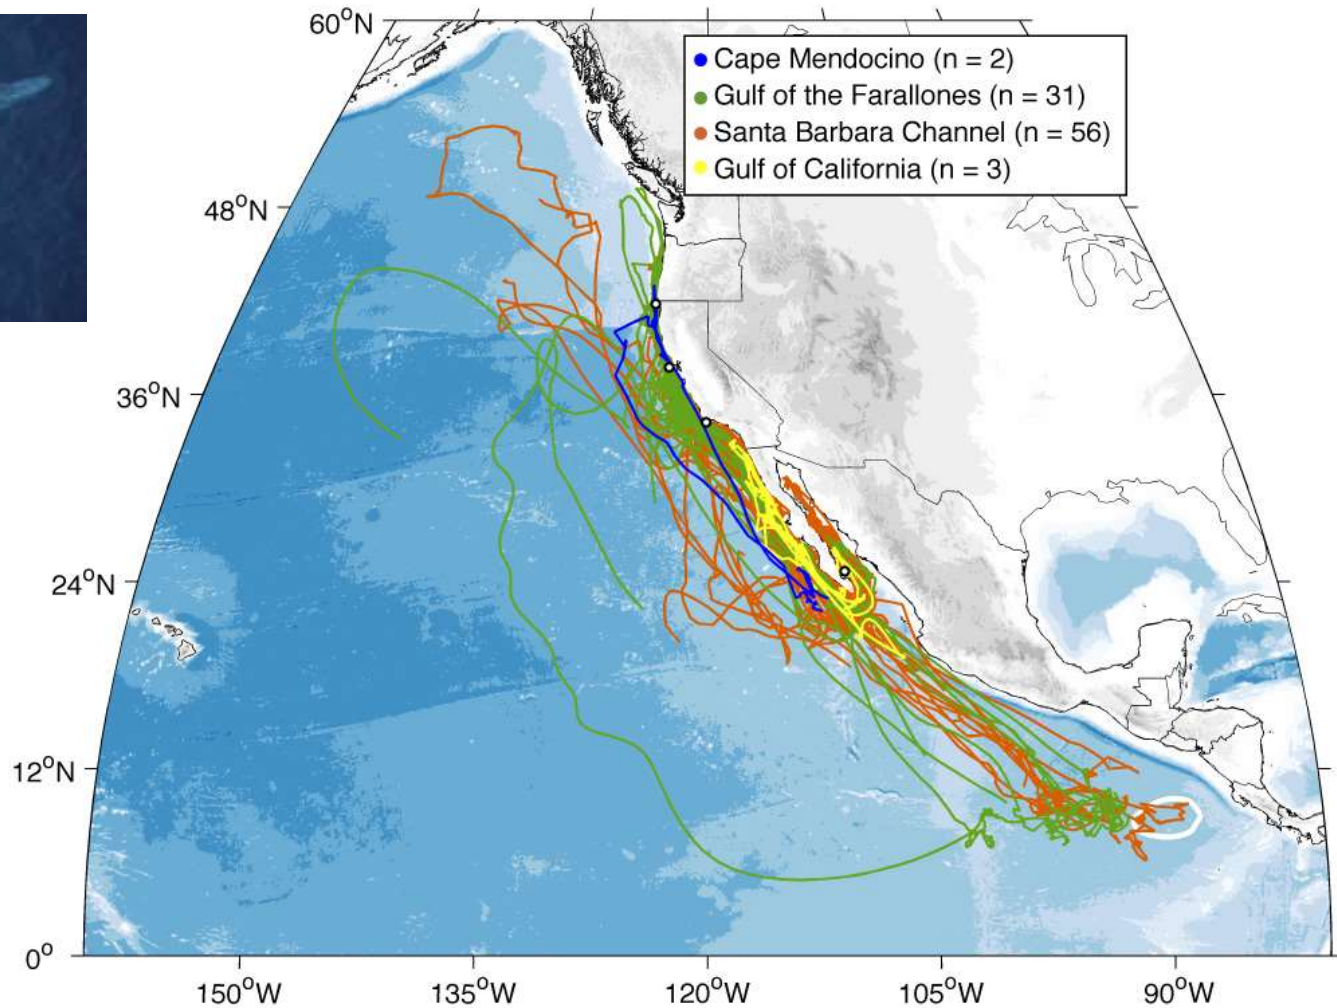 60°N
Cape Mendocino (n = 2)
Gulf of the Farallones (n = 31)
Santa Barbara Channel (n = 56)
Gulf of California (n = 3)
48°N
36°N
24°N
12°N
0°
150°W 135°W 120°W 105°W 90°W